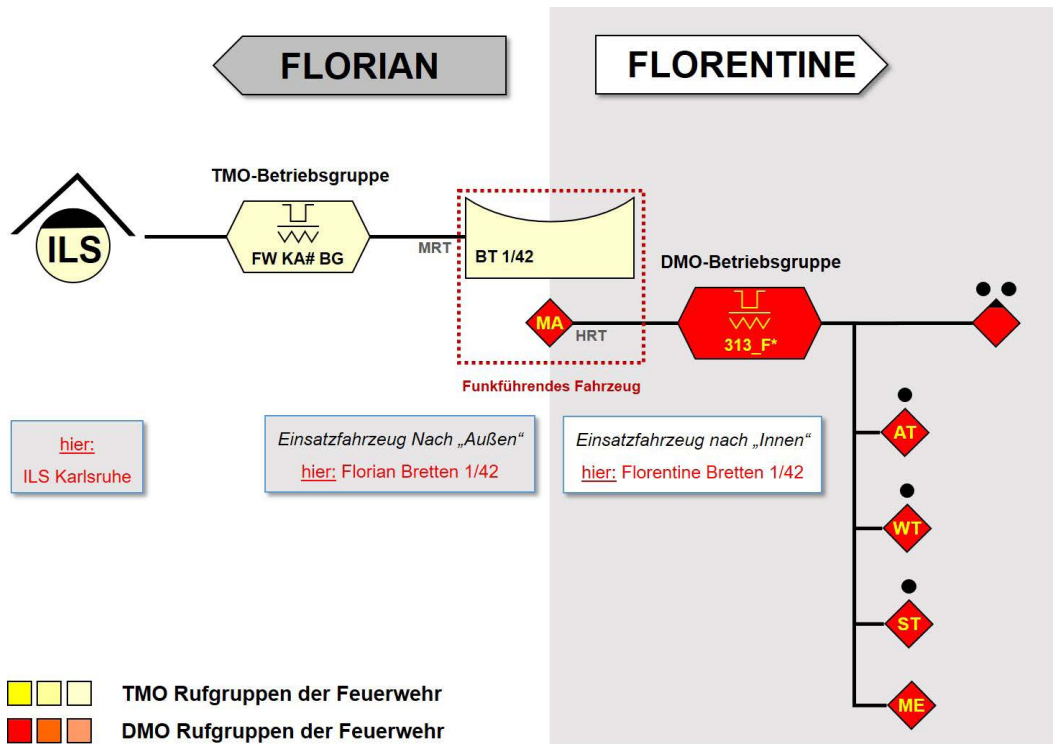 FLORIAN
FLORENTINE
TMO-Betriebsgruppe
ILS
FW KA# BG
MRT
BT 1/42
DMO-Betriebsgruppe
MA
HRT
313_F*
Funkführendes Fahrzeug
hier:
ILS Karlsruhe
Einsatzfahrzeug Nach „Außen“
hier: Florian Bretten 1/42
Einsatzfahrzeug nach „Innen“
hier: Florentine Bretten 1/42
AT
WT
ST
ME
TMO Rufgruppen der Feuerwehr
DMO Rufgruppen der Feuerwehr